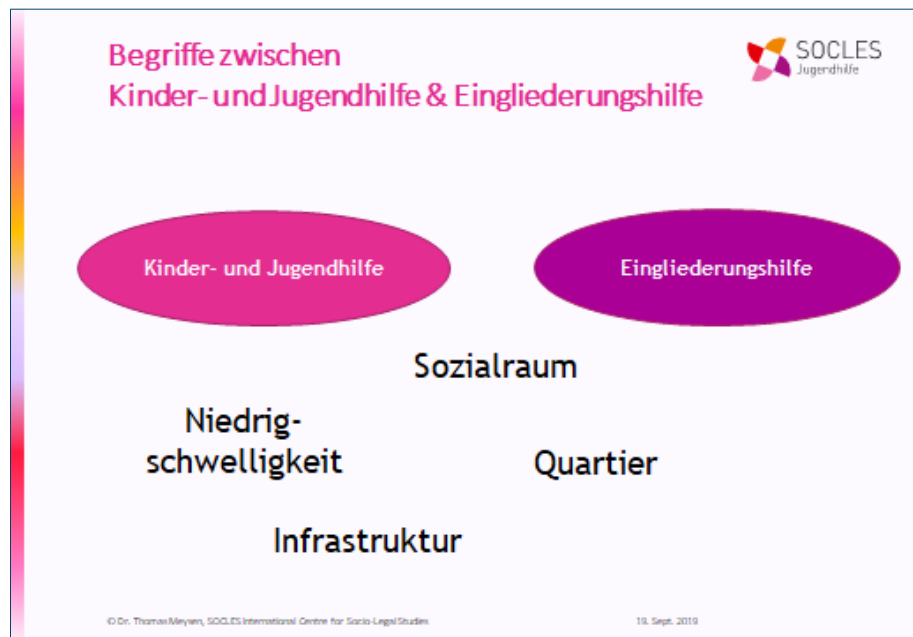 Begriffe zwischen
Kinder- und Jugendhilfe & Eingliederungshilfe
SOCLES
Jugendhilfe
Kinder- und Jugendhilfe
Eingliederungshilfe
Sozialraum
Niedrig-
schwelligkeit
Quartier
Infrastruktur
© Dr. Thomas Meysen, SOCLES International Centre for Socio-Legal Studies
19. Sept. 2019